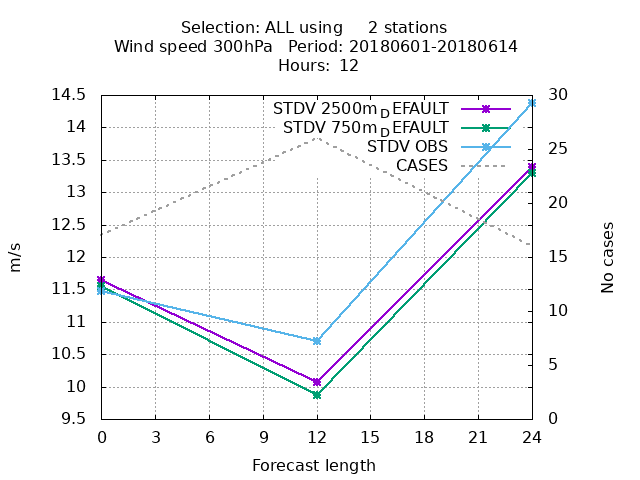 Selection: ALL using     2 stations
Wind speed 300hPa   Period: 20180601-20180614
Hours: 12
STDV 2500m_DEFAULT
STDV 750m_DEFAULT
STDV OBS
CASES
14.5
14
13.5
13
12.5
12
11.5
11
10.5
10
9.5
m/s
30
25
20
15
10
5
0
No cases
0 3 6 9 12 15 18 21 24
Forecast length